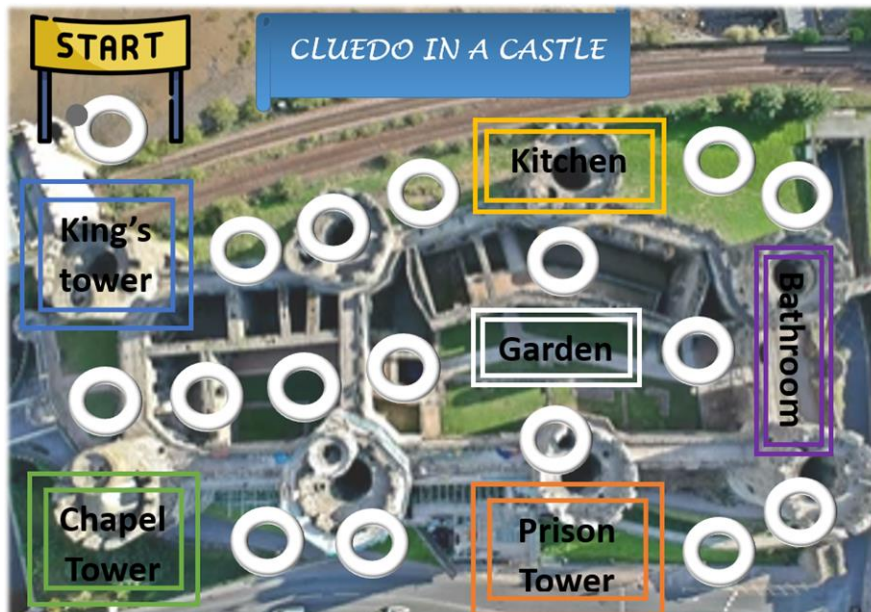 START
CLUEDO IN A CASTLE
Kitchen
King's
tower
Bathroom
Garden
Chapel
Tower
Prison
Tower